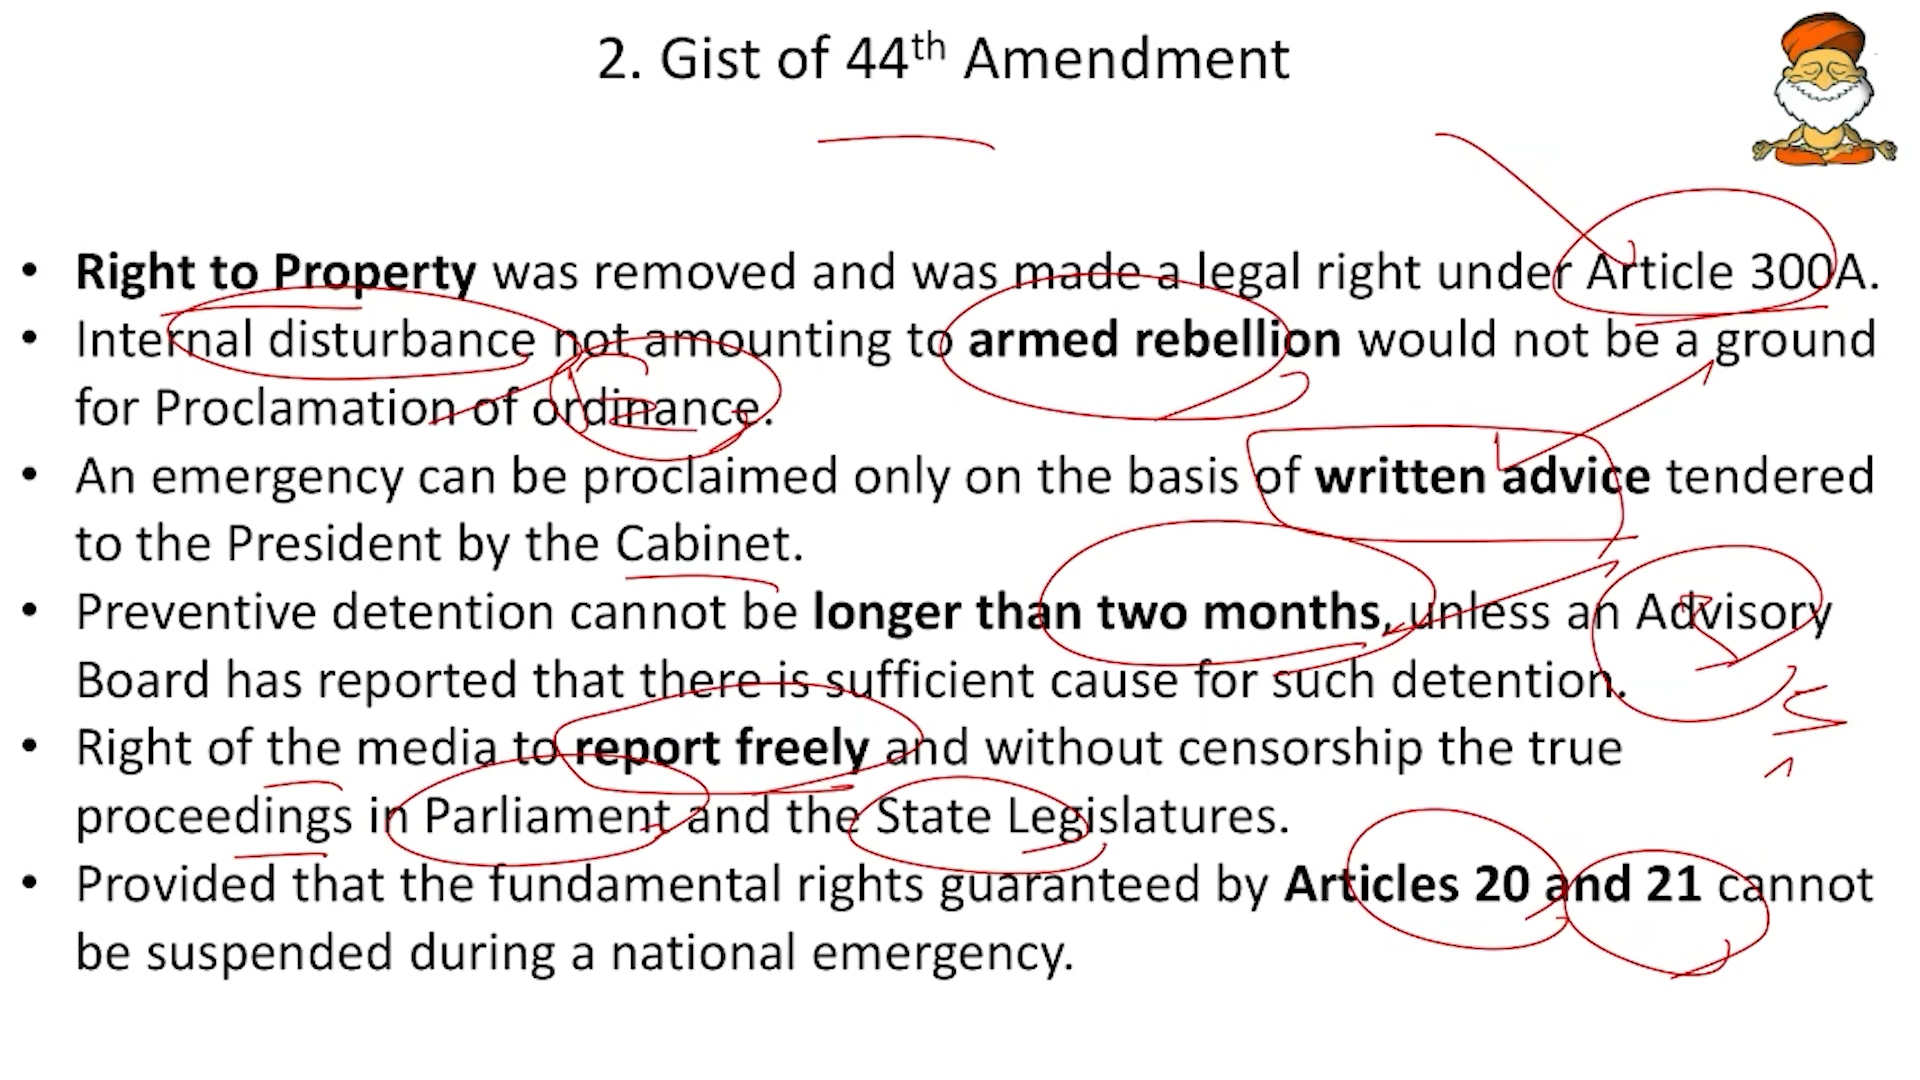 2. Gist of 44th Amendment
• Right to Property was removed and was made a legal right under Article 300A.
• Internal disturbance not amounting to armed rebellion would not be a ground
for Proclamation of ordinance.
• An emergency can be proclaimed only on the basis of written advice tendered
to the President by the Cabinet.
• Preventive detention cannot be longer than two months, unless an Advisory
Board has reported that there is sufficient cause for such detention.
• Right of the media to report freely and without censorship the true
proceedings in Parliament and the State Legislatures.
• Provided that the fundamental rights guaranteed by Articles 20 and 21 cannot
be suspended during a national emergency.